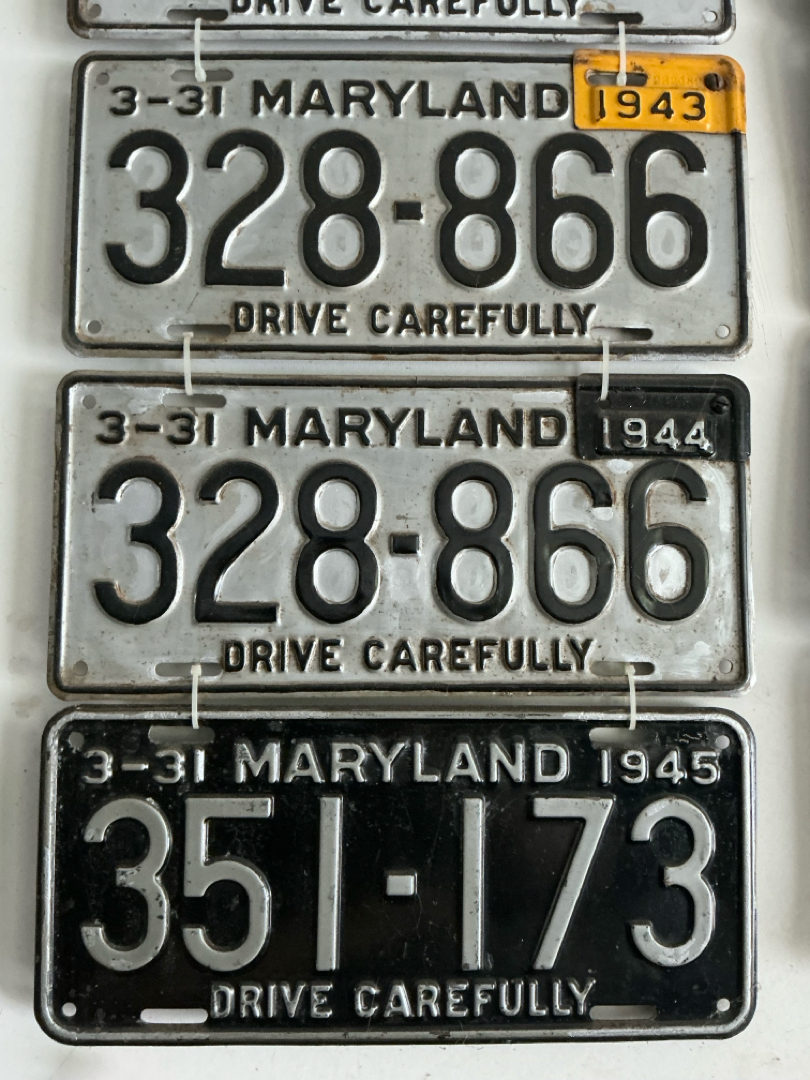 DRIVE CAREFULLY
3-31 MARYLAND 1943
328-866
DRIVE CAREFULLY
3-31 MARYLAND 1944
328-866
DRIVE CAREFULLY
3-31 MARYLAND 1945
351-173
DRIVE CAREFULLY